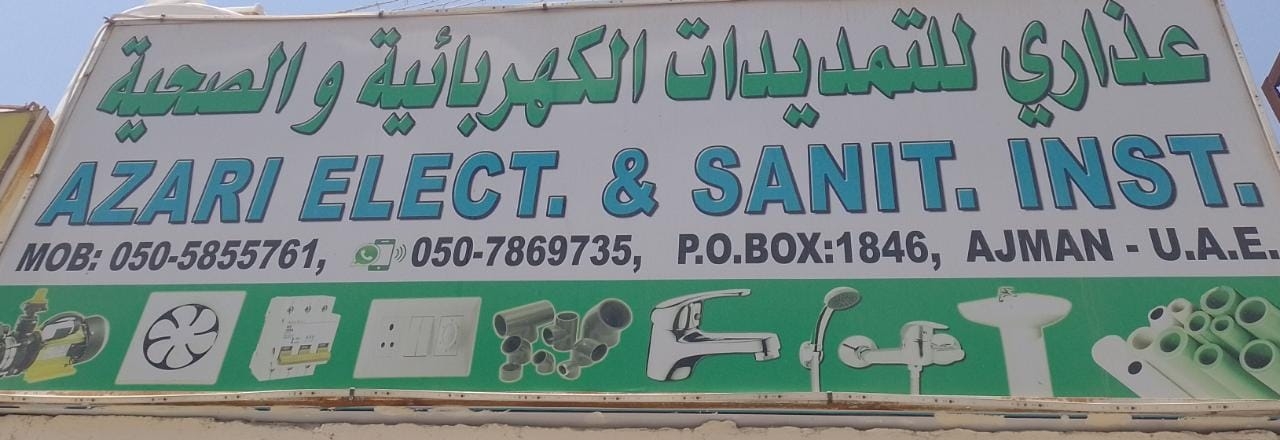 عذاري للتمديدات الكهربائية و الصحية
AZARI ELECT. & SANIT. INST.
MOB: 050-5855761, 050-7869735, P.O.BOX:1846, AJMAN - U.A.E.